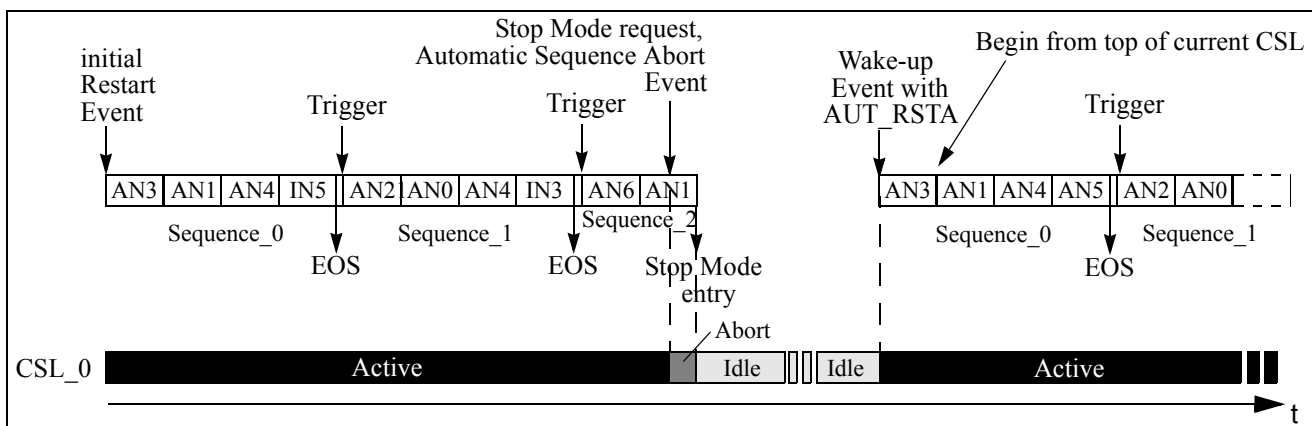 Stop Mode request,
Automatic Sequence Abort
Event
initial
Restart
Event
Trigger
Trigger
Wake-up
Event with
AUT_RSTA
Begin from top of current CSL
Trigger
AN3 AN1 AN4 IN5 AN21 AN0 AN4 IN3 AN6 AN1
AN3 AN1 AN4 AN5 AN2 AN0
Sequence_0
Sequence_1
Sequence_2
Sequence_0
Sequence_1
EOS
EOS
Stop Mode
entry
EOS
Abort
CSL_0
Active
Idle
Idle
Active
t